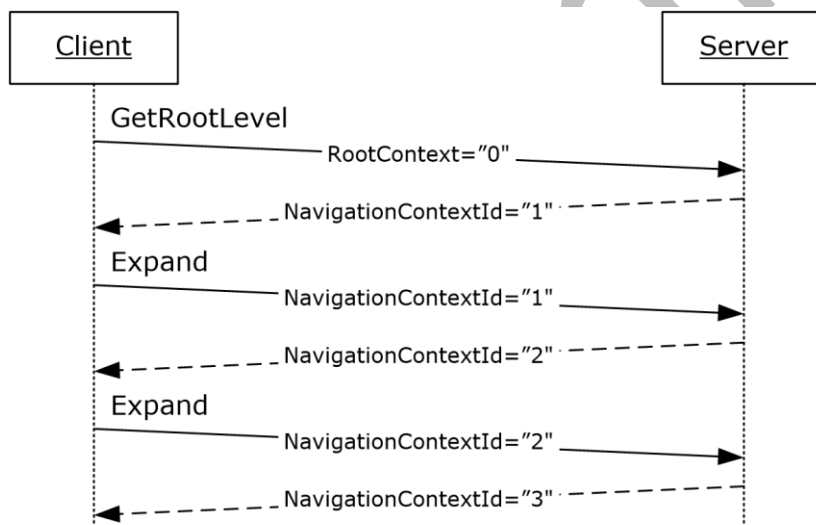 Client
Server
GetRootLevel
RootContext=″0"
NavigationContextId=″1"
Expand
NavigationContextId=″1"
NavigationContextId=″2"
Expand
NavigationContextId=″2"
NavigationContextId=″3"